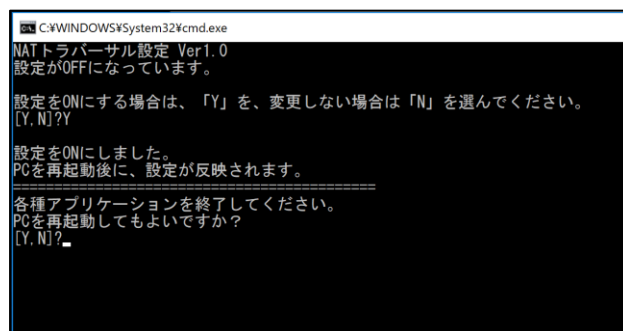 C:¥WINDOWS¥System32¥cmd.exe
NATトラバーサル設定 Ver1.0
設定がOFFになっています。
設定をONにする場合は、「Y」を、変更しない場合は「N」を選んでください。
[Y,N]?Y
設定をONにしました。
PCを再起動後に、設定が反映されます。
============================================
各種アプリケーションを終了してください。
PCを再起動してもよいですか？
[Y,N]?